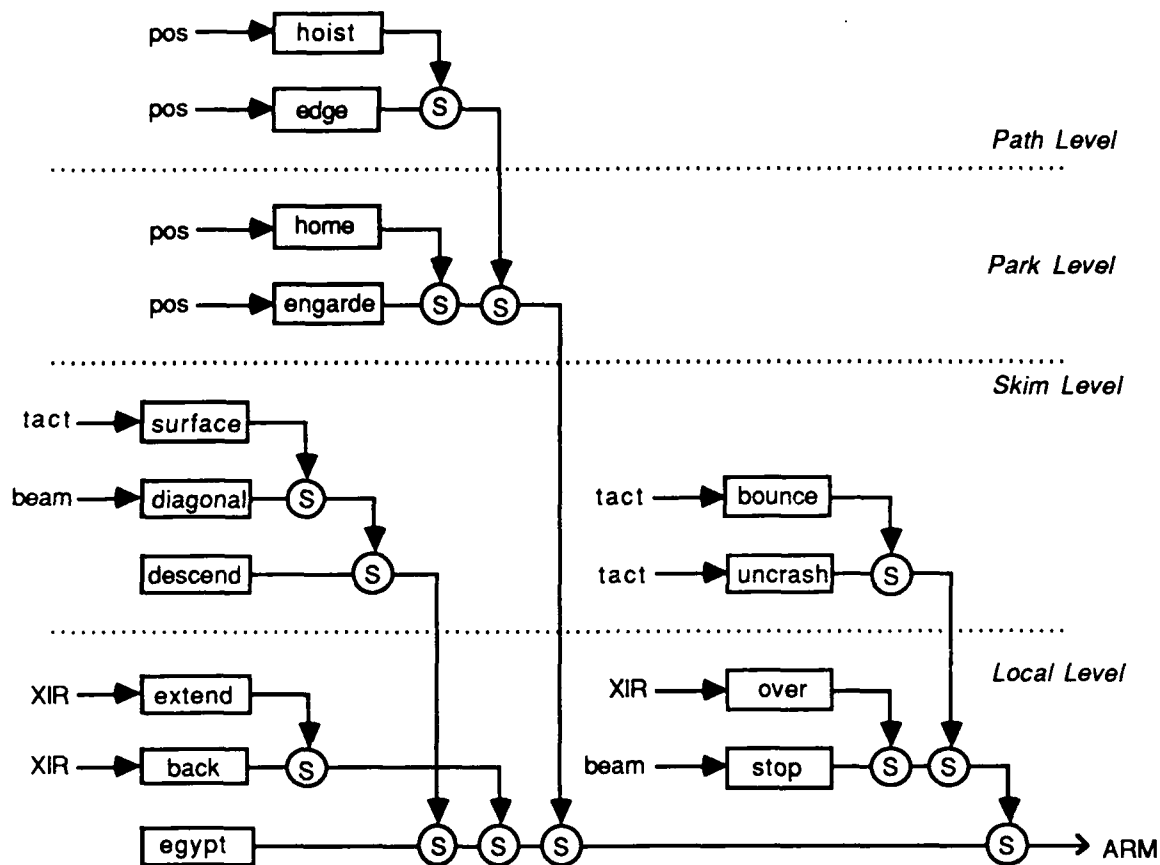 pos hoist
pos edge S
Path Level
pos home
Park Level
pos engarde S S
Skim Level
tact surface
beam diagonal S tact bounce
descend S tact uncrash S
Local Level
XIR extend XIR over
XIR back S beam stop S S
egypt S S S S ARM